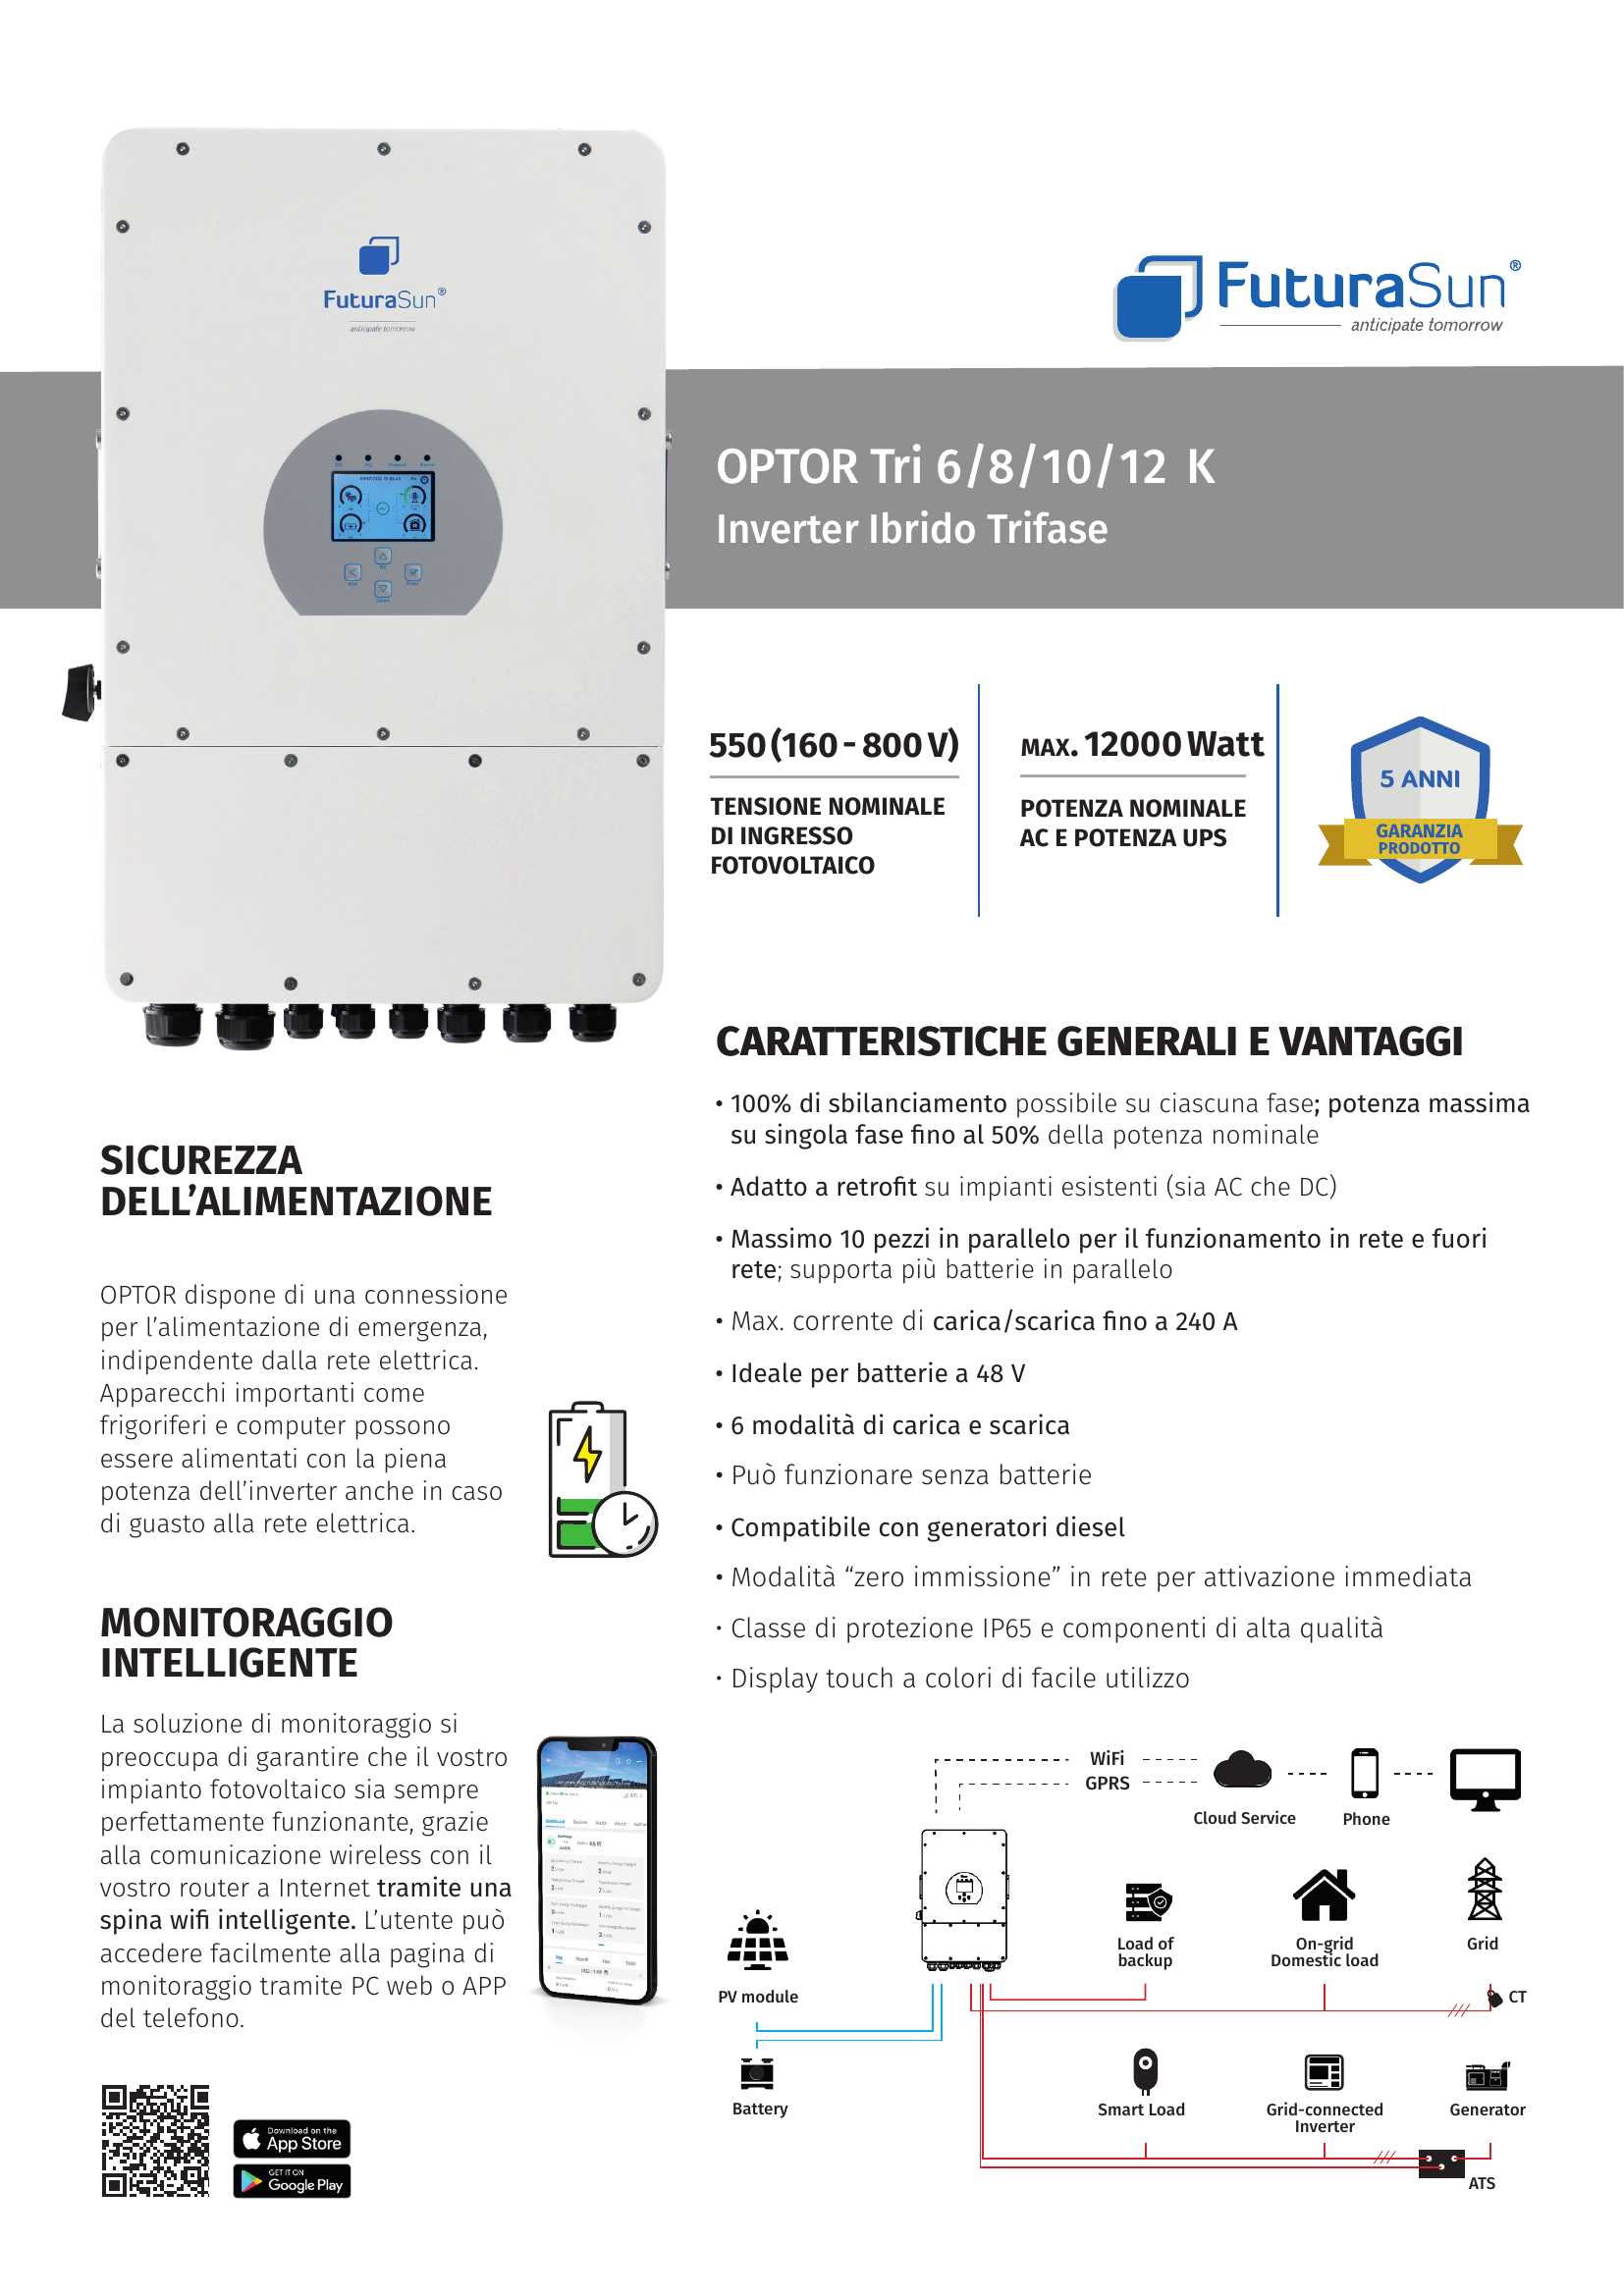 FuturaSun®
anticipate tomorrow
FuturaSun®
anticipate tomorrow
OPTOR Tri 6/8/10/12 K
Inverter Ibrido Trifase
550 (160 - 800 V)
TENSIONE NOMINALE
DI INGRESSO
FOTOVOLTAICO
MAX. 12000 Watt
POTENZA NOMINALE
AC E POTENZA UPS
5 ANNI
GARANZIA
PRODOTTO
SICUREZZA
DELL’ALIMENTAZIONE
OPTOR dispone di una connessione
per l’alimentazione di emergenza,
indipendente dalla rete elettrica.
Apparecchi importanti come
frigoriferi e computer possono
essere alimentati con la piena
potenza dell’inverter anche in caso
di guasto alla rete elettrica.
MONITORAGGIO
INTELLIGENTE
La soluzione di monitoraggio si
preoccupa di garantire che il vostro
impianto fotovoltaico sia sempre
perfettamente funzionante, grazie
alla comunicazione wireless con il
vostro router a Internet tramite una
spina wifi intelligente. L’utente può
accedere facilmente alla pagina di
monitoraggio tramite PC web o APP
del telefono.
Download on the
App Store
GET IT ON
Google Play
CARATTERISTICHE GENERALI E VANTAGGI
• 100% di sbilanciamento possibile su ciascuna fase; potenza massima
su singola fase fino al 50% della potenza nominale
• Adatto a retrofit su impianti esistenti (sia AC che DC)
• Massimo 10 pezzi in parallelo per il funzionamento in rete e fuori
rete; supporta più batterie in parallelo
• Max. corrente di carica/scarica fino a 240 A
• Ideale per batterie a 48 V
• 6 modalità di carica e scarica
• Può funzionare senza batterie
• Compatibile con generatori diesel
• Modalità “zero immissione” in rete per attivazione immediata
• Classe di protezione IP65 e componenti di alta qualità
• Display touch a colori di facile utilizzo
WiFi
GPRS
Cloud Service
Phone
Load of
backup
On-grid
Domestic load
Grid
PV module
CT
Battery
Smart Load
Grid-connected
Inverter
Generator
ATS